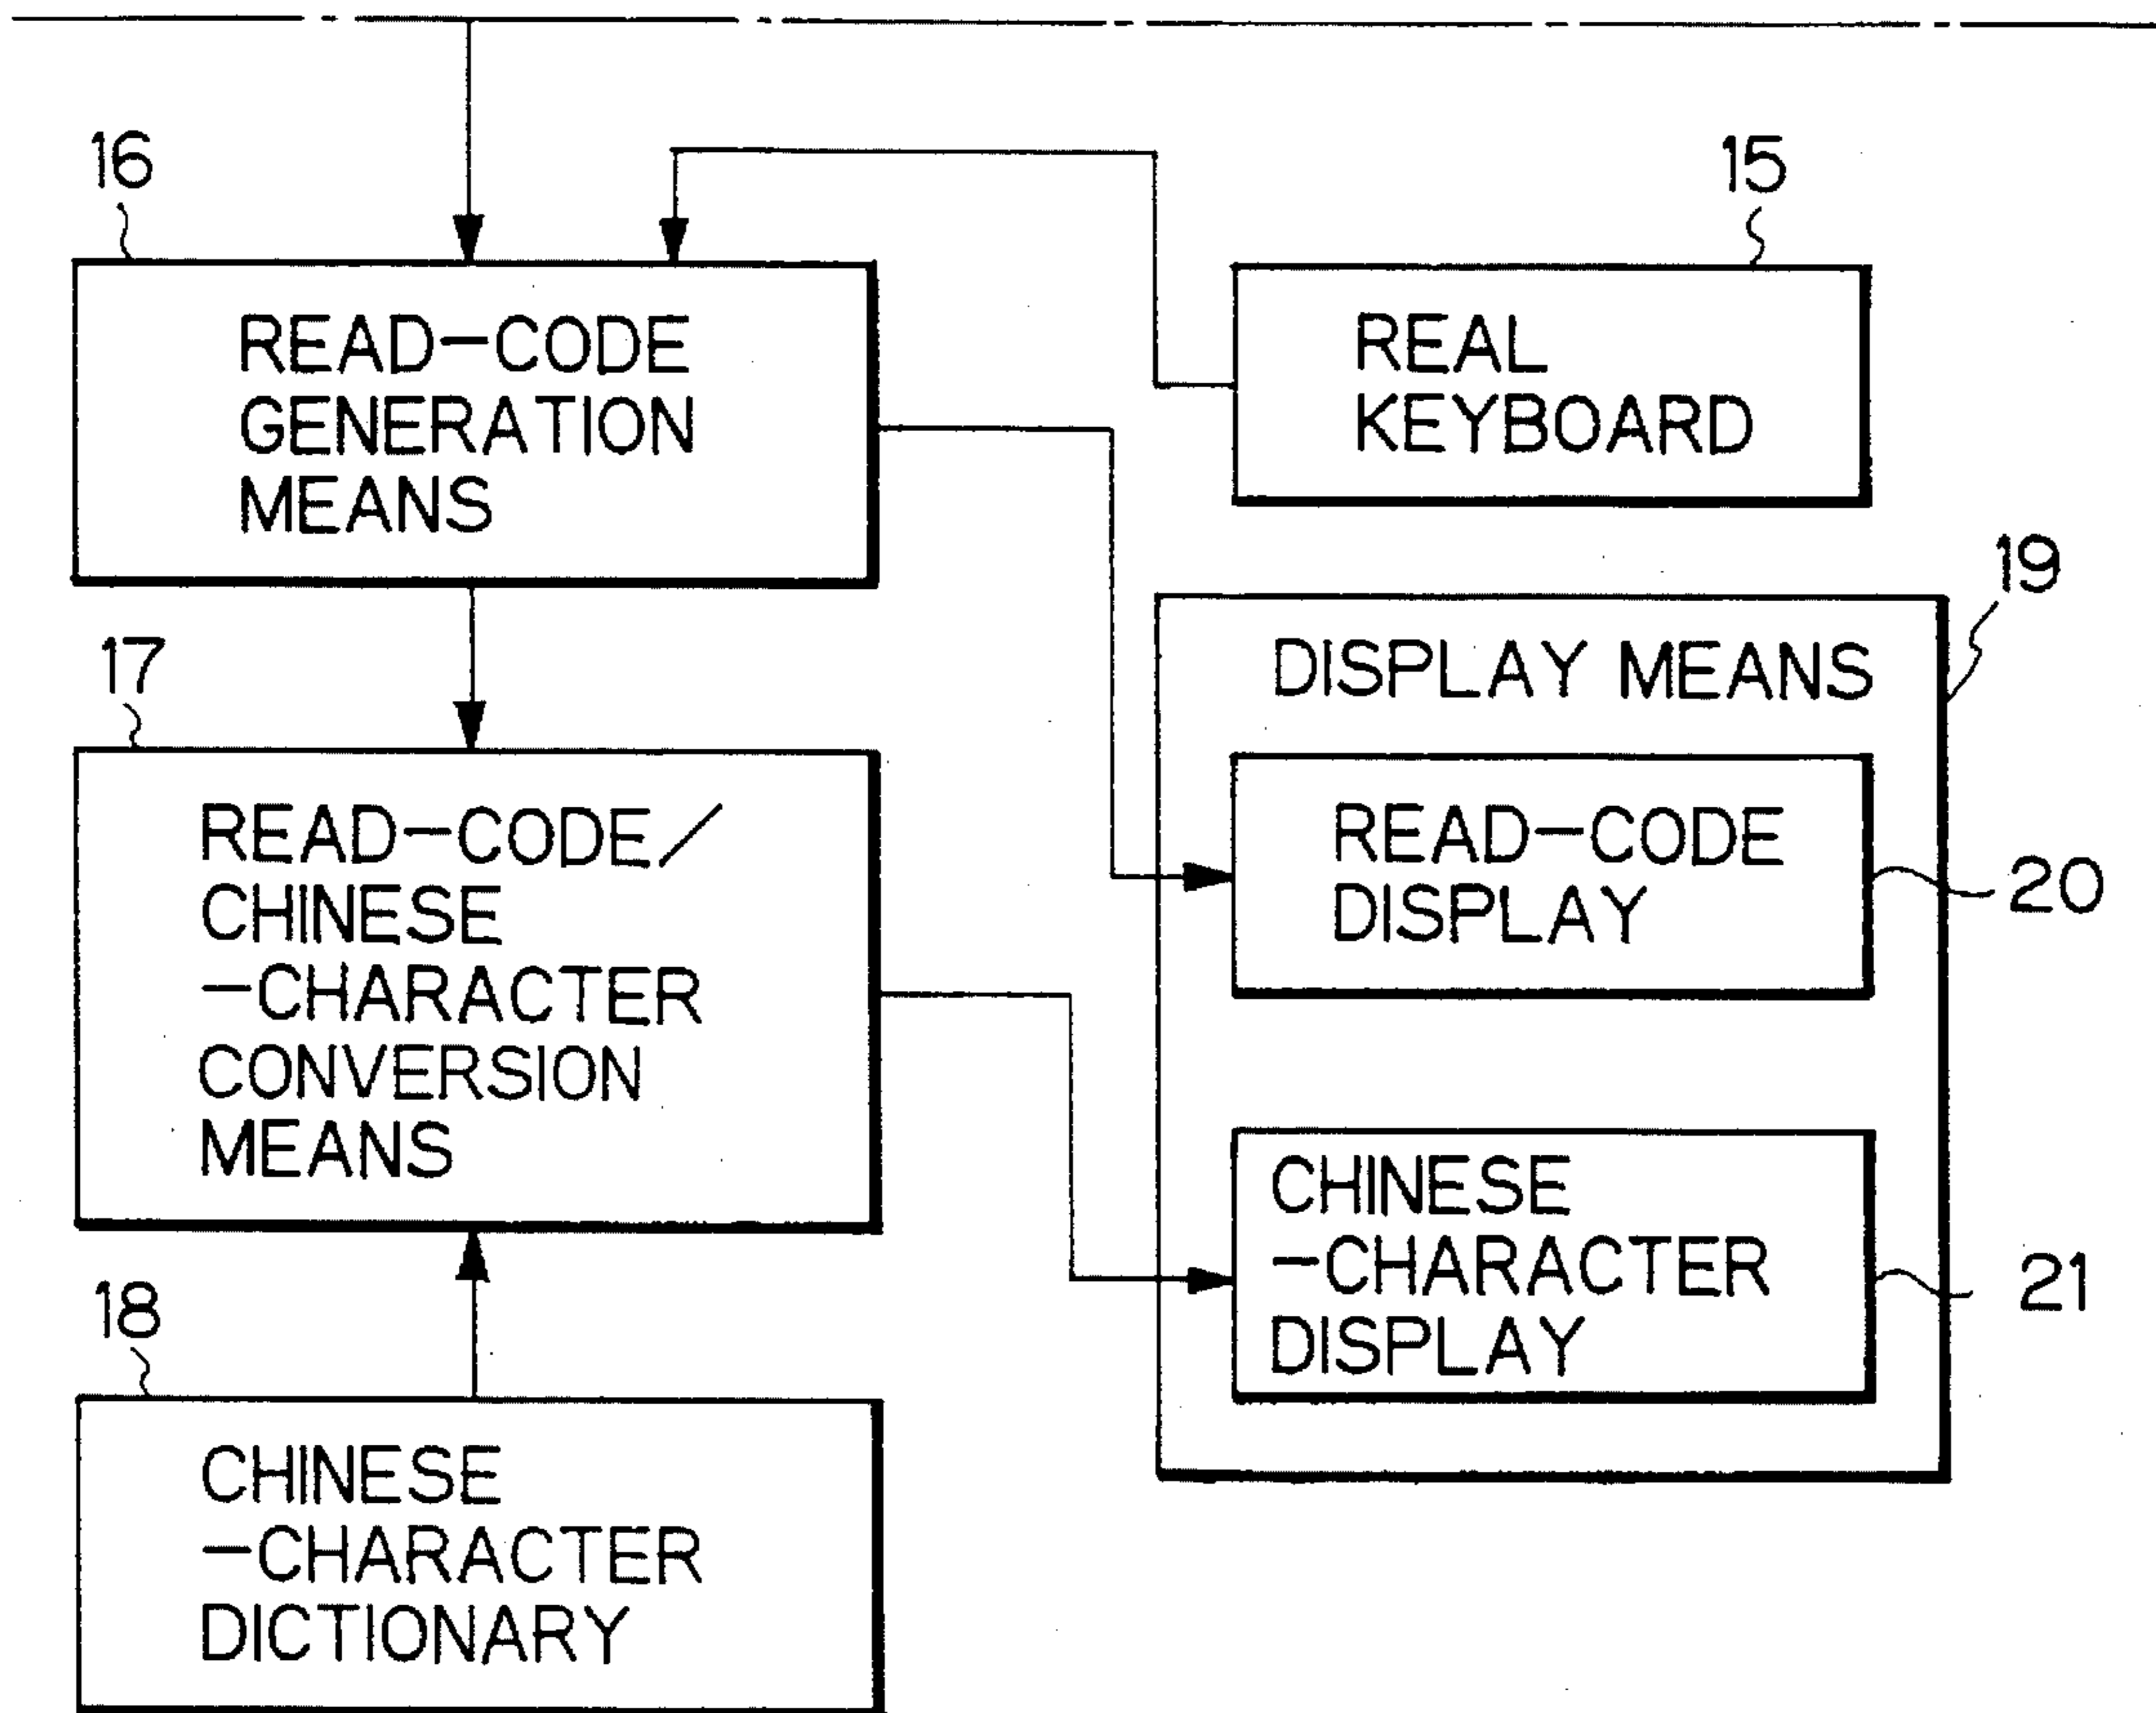 16
READ-CODE
GENERATION
MEANS
15
REAL
KEYBOARD
17
READ-CODE/
CHINESE
-CHARACTER
CONVERSION
MEANS
19
DISPLAY MEANS
READ-CODE
DISPLAY
20
CHINESE
-CHARACTER
DISPLAY
21
18
CHINESE
-CHARACTER
DICTIONARY